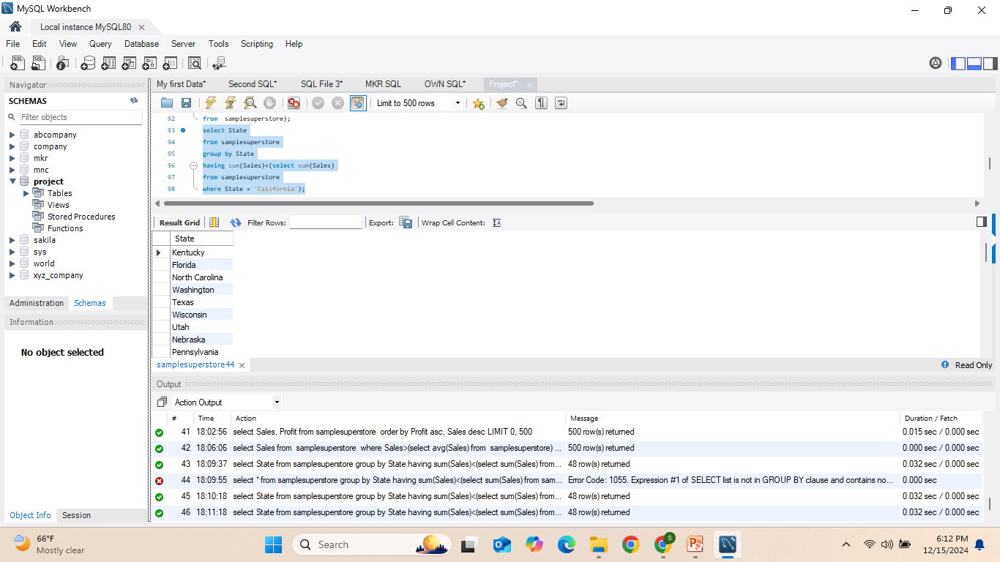 MySQL Workbench
Local instance MySQL80
File Edit View Query Database Server Tools Scripting Help
Navigator
SCHEMAS
Filter objects
abcompany
company
mkr
mnc
project
Tables
Views
Stored Procedures
Functions
sakila
sys
world
xyz_company
Administration Schemas
Information
No object selected
Object Info Session
My first Data* Second SQL* SQL File 3* MKR SQL OWN SQL* Project*
Limit to 500 rows
92 from samplesuperstore);
93 select State
94 from samplesuperstore
95 group by State
96 having sum(Sales)<(select sum(Sales)
97 from samplesuperstore
98 where State = 'California');
Result Grid Filter Rows: Export: Wrap Cell Content:
State
Kentucky
Florida
North Carolina
Washington
Texas
Wisconsin
Utah
Nebraska
Pennsylvania
samplesuperstore44 Read Only
Output
Action Output
# Time Action Message Duration / Fetch
41 18:02:56 select Sales, Profit from samplesuperstore order by Profit asc, Sales desc LIMIT 0, 500 500 row(s) returned 0.015 sec / 0.000 sec
42 18:06:06 select Sales from samplesuperstore where Sales>(select avg(Sales) from samplesuperstore) ... 500 row(s) returned 0.000 sec / 0.000 sec
43 18:09:37 select State from samplesuperstore group by State having sum(Sales)<(select sum(Sales) from... 48 row(s) returned 0.032 sec / 0.000 sec
44 18:09:55 select * from samplesuperstore group by State having sum(Sales)<(select sum(Sales) from sam... Error Code: 1055. Expression #1 of SELECT list is not in GROUP BY clause and contains no... 0.000 sec
45 18:10:18 select State from samplesuperstore group by State having sum(Sales)<(select sum(Sales) from... 48 row(s) returned 0.032 sec / 0.000 sec
46 18:11:18 select State from samplesuperstore group by State having sum(Sales)<(select sum(Sales) from... 48 row(s) returned 0.032 sec / 0.000 sec
66°F
Mostly clear
Search
6:12 PM
12/15/2024